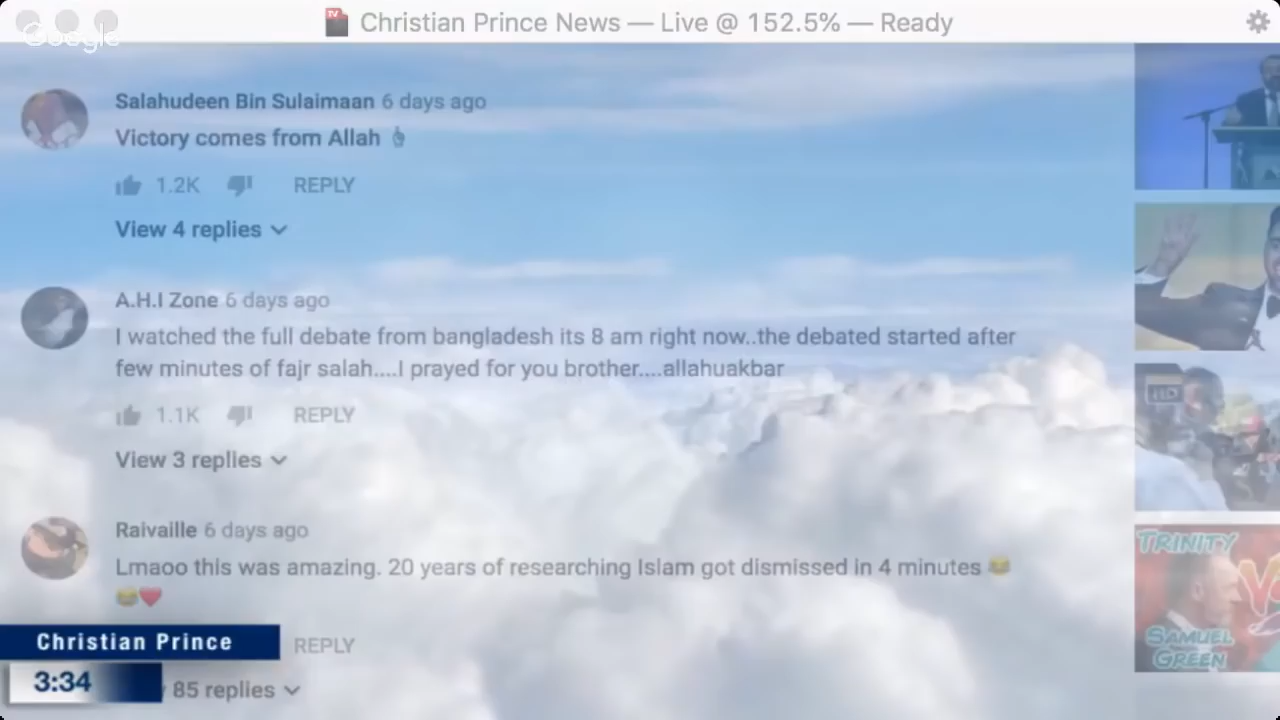 Christian Prince News — Live @ 152.5% — Ready
Google
Salahudeen Bin Sulaimaan 6 days ago
Victory comes from Allah ☝
1.2K REPLY
View 4 replies
A.H.I Zone 6 days ago
I watched the full debate from bangladesh its 8 am right now..the debated started after
few minutes of fajr salah....I prayed for you brother....allahuakbar
1.1K REPLY
View 3 replies
HD
Raivaille 6 days ago
Lmaoo this was amazing. 20 years of researching Islam got dismissed in 4 minutes 😂
😂❤
TRINITY
VS
SAMUEL
GREEN
Christian Prince
REPLY
3:34
85 replies